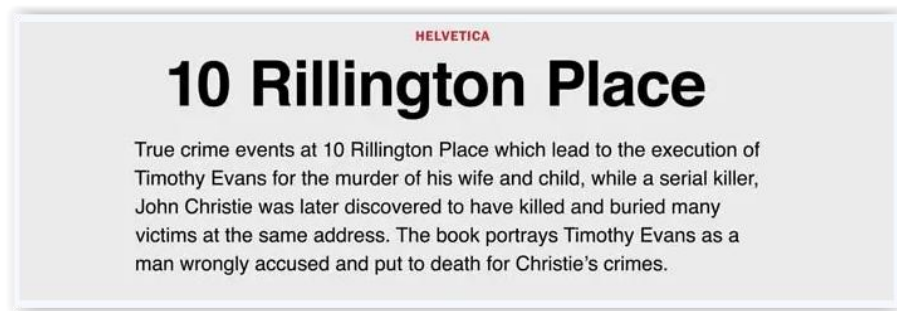 HELVETICA
10 Rillington Place
True crime events at 10 Rillington Place which lead to the execution of
Timothy Evans for the murder of his wife and child, while a serial killer,
John Christie was later discovered to have killed and buried many
victims at the same address. The book portrays Timothy Evans as a
man wrongly accused and put to death for Christie’s crimes.